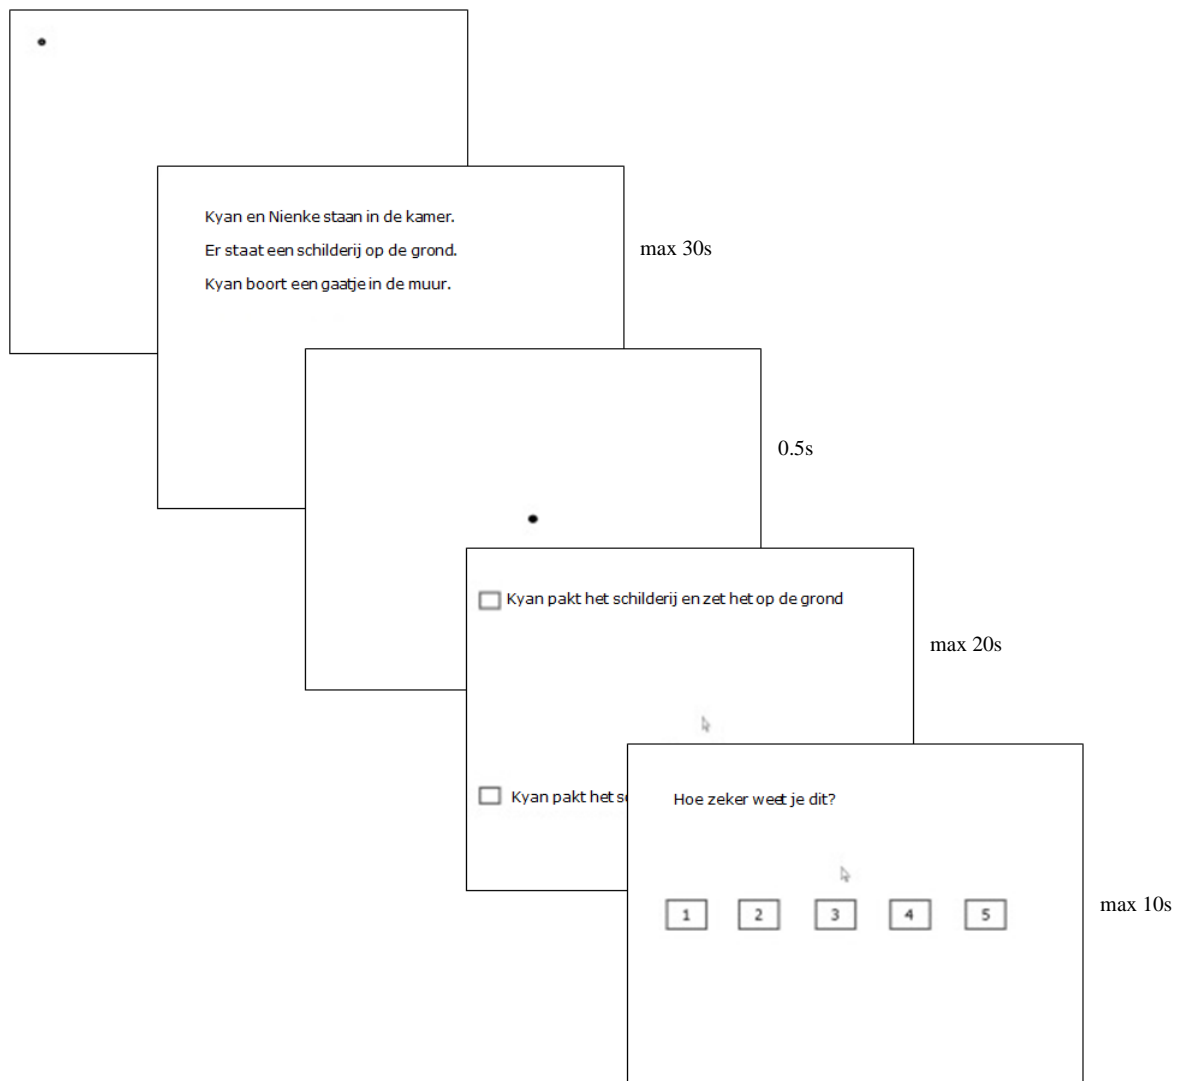 Kyan en Nienke staan in de kamer.
Er staat een schilderij op de grond.
Kyan boort een gaatje in de muur.
max 30s
0.5s
Kyan pakt het schilderij en zet het op de grond
max 20s
Kyan pakt het
Hoe zeker weet je dit?
1 2 3 4 5
max 10s